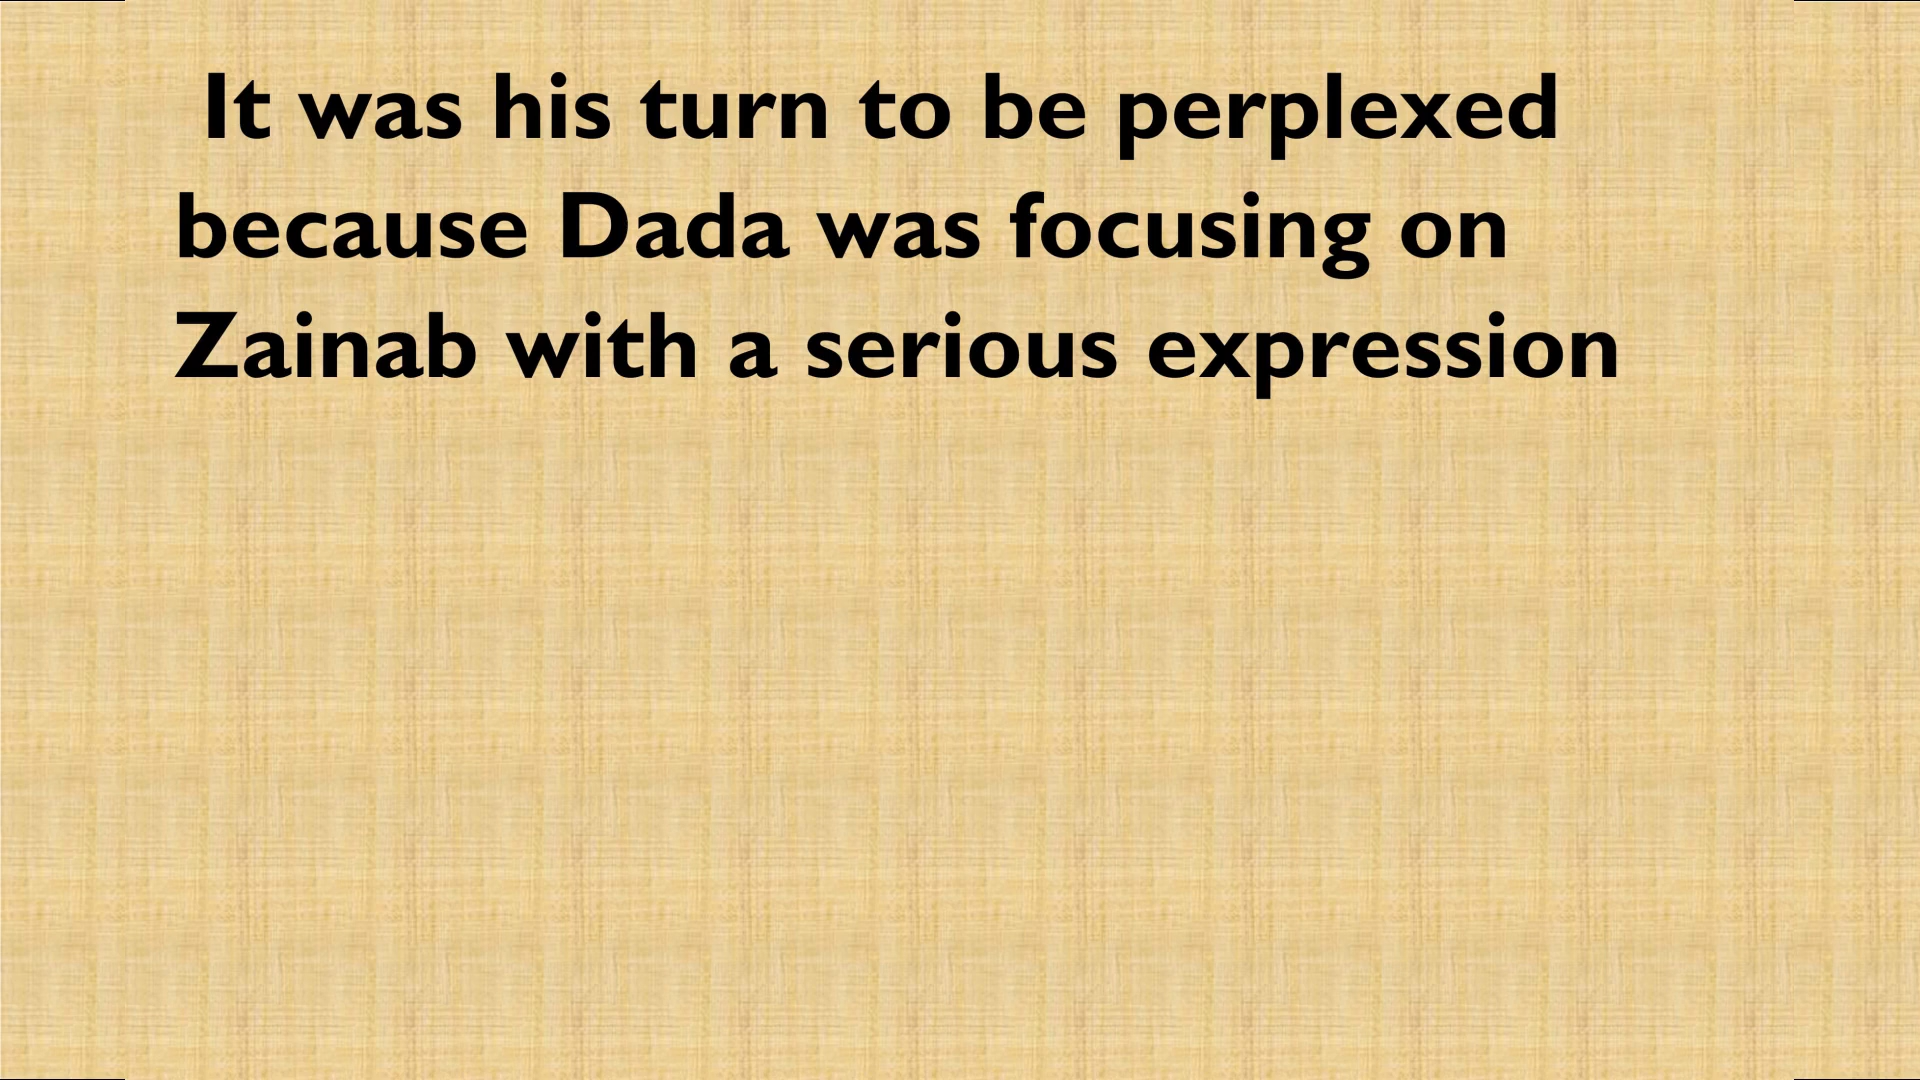 It was his turn to be perplexed
because Dada was focusing on
Zainab with a serious expression